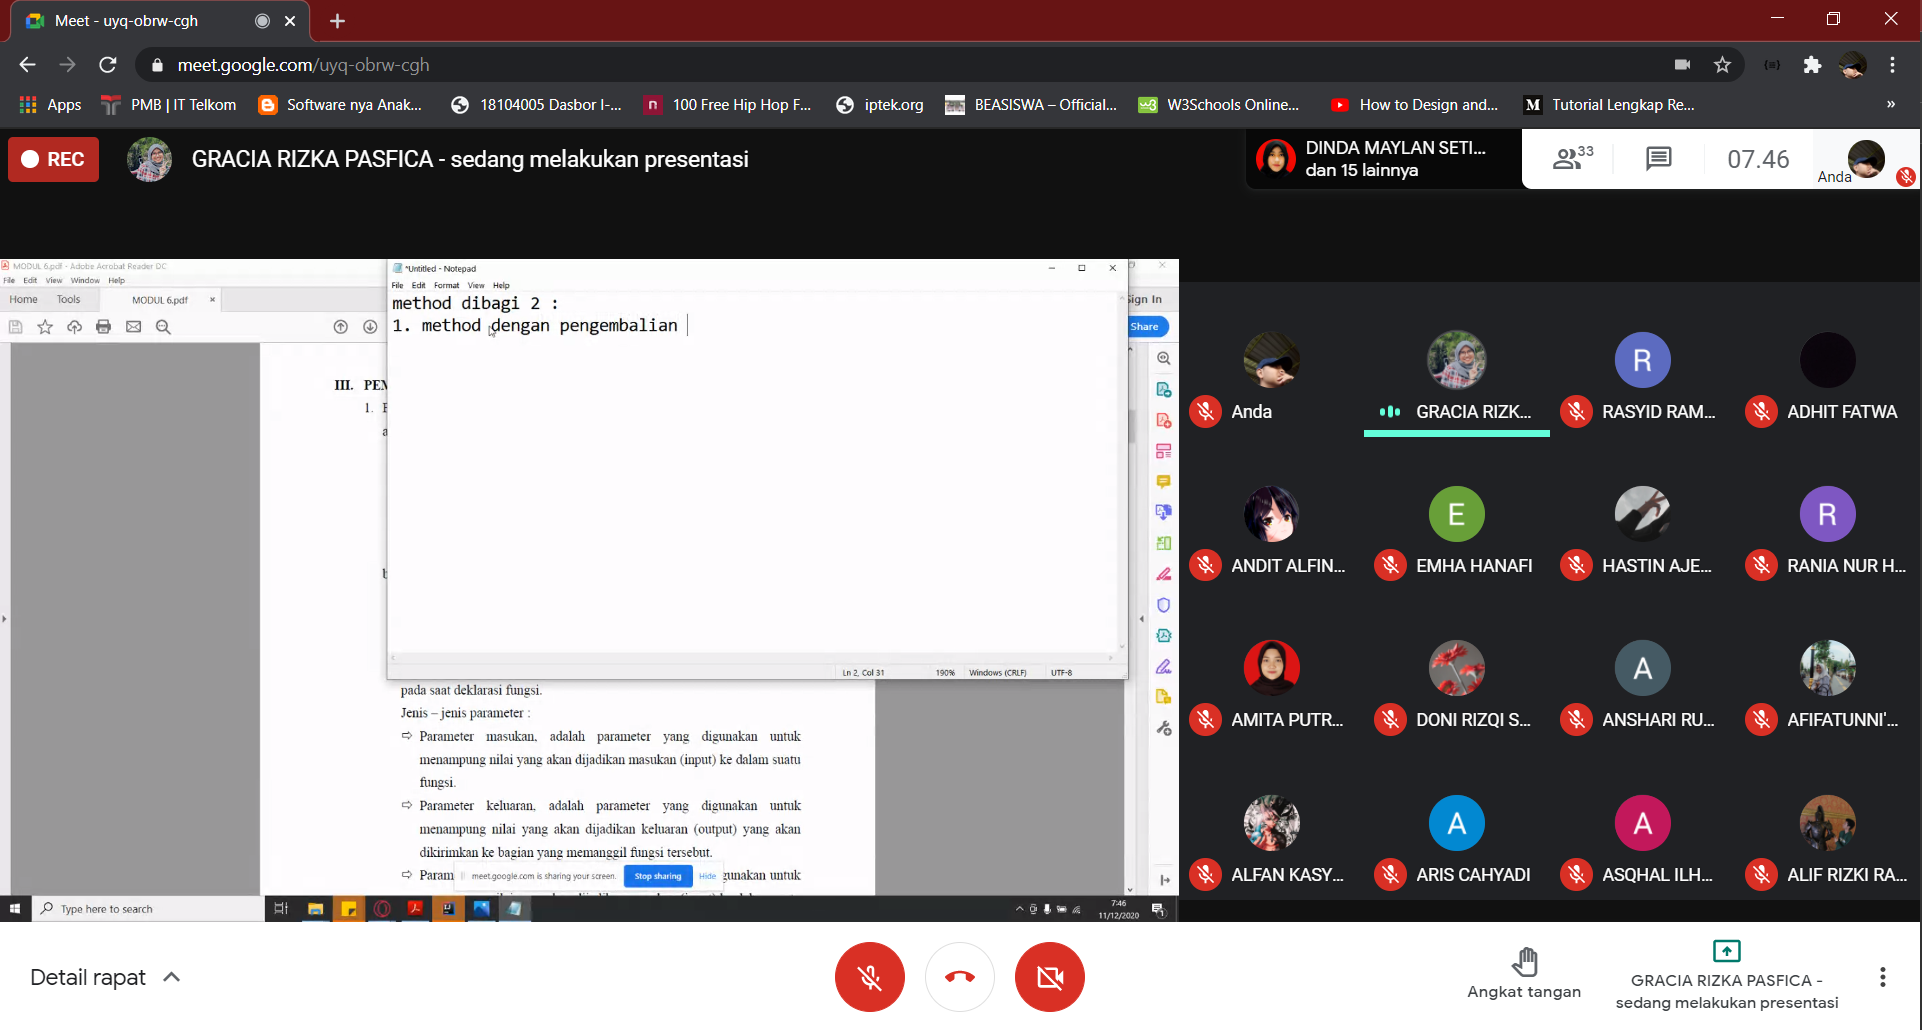 Meet - uyq-obrw-cgh
meet.google.com/uyq-obrw-cgh
Apps
PMB | IT Telkom
Software nya Anak...
18104005 Dasbor I-...
100 Free Hip Hop F...
iptek.org
BEASISWA – Official...
W3Schools Online...
How to Design and...
Tutorial Lengkap Re...
»
REC
GRACIA RIZKA PASFICA - sedang melakukan presentasi
DINDA MAYLAN SETI...
dan 15 lainnya
33
07.46
Anda
MODUL 6.pdf - Adobe Acrobat Reader DC
File Edit View Window Help
Home Tools
MODUL 6.pdf
Sign In
Share
*Untitled - Notepad
File Edit Format View Help
method dibagi 2 :
1. method dengan pengembalian
Ln 2, Col 31
190%
Windows (CRLF)
UTF-8
III. PEM
1.
a
b
pada saat deklarasi fungsi.
Jenis – jenis parameter :
Parameter masukan, adalah parameter yang digunakan untuk
menampung nilai yang akan dijadikan masukan (input) ke dalam suatu
fungsi.
Parameter keluaran, adalah parameter yang digunakan untuk
menampung nilai yang akan dijadikan keluaran (output) yang akan
dikirimkan ke bagian yang memanggil fungsi tersebut.
Param
gunakan untuk
meet.google.com is sharing your screen.
Stop sharing
Hide
Type here to search
7:46
11/12/2020
Anda
GRACIA RIZK...
R
RASYID RAM...
ADHIT FATWA
ANDIT ALFIN...
E
EMHA HANAFI
HASTIN AJE...
R
RANIA NUR H...
AMITA PUTR...
DONI RIZQI S...
A
ANSHARI RU...
AFIFATUNNI'...
ALFAN KASY...
A
ARIS CAHYADI
A
ASQHAL ILH...
ALIF RIZKI RA...
Detail rapat
Angkat tangan
GRACIA RIZKA PASFICA -
sedang melakukan presentasi